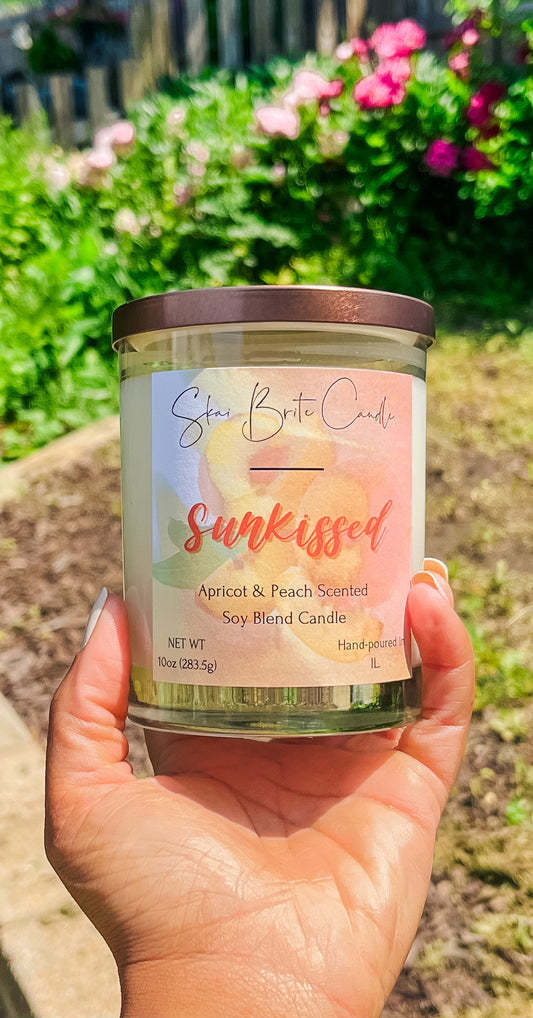 Skai Brite Candle
Sunkissed
Apricot & Peach Scented
Soy Blend Candle
NET WT
10oz (283.5g)
Hand-poured in
IL